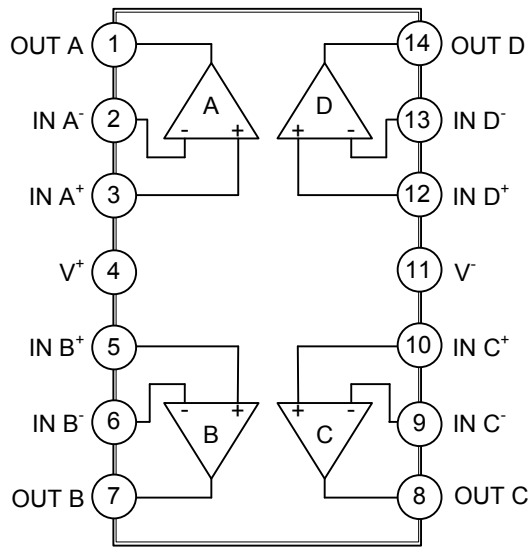 OUT A 1 14 OUT D
A D
IN A- 2 - + + - 13 IN D-
IN A+ 3 12 IN D+
V+ 4 11 V-
IN B+ 5 10 IN C+
- + + -
IN B- 6 B C 9 IN C-
OUT B 7 8 OUT C